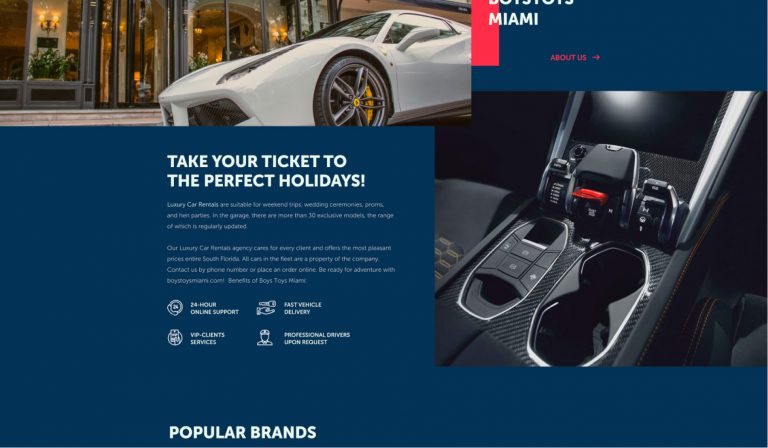 BOYSTOYS
MIAMI
ABOUT US
TAKE YOUR TICKET TO
THE PERFECT HOLIDAYS!
Luxury Car Rentals are suitable for weekend trips, wedding ceremonies, proms,
and hen parties. In the garage, there are more than 30 exclusive models, the range
of which is regularly updated.
Our Luxury Car Rentals agency cares for every client and offers the most pleasant
prices entire South Florida. All cars in the fleet are a property of the company.
Contact us by phone number or place an order online. Be ready for adventure with
boystoysmiami.com! Benefits of Boys Toys Miami:
24
24-HOUR
ONLINE SUPPORT
FAST VEHICLE
DELIVERY
VIP-CLIENTS
SERVICES
PROFESSIONAL DRIVERS
UPON REQUEST
POPULAR BRANDS